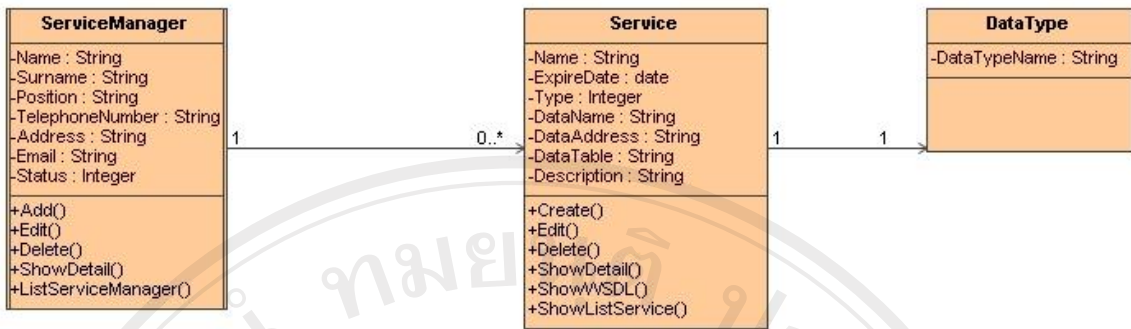 ServiceManager
-Name : String
-Surname : String
-Position : String
-TelephoneNumber : String
-Address : String
-Email : String
-Status : Integer
+Add()
+Edit()
+Delete()
+ShowDetail()
+ListServiceManager()
1
0..*
Service
-Name : String
-ExpireDate : date
-Type : Integer
-DataName : String
-DataAddress : String
-DataTable : String
-Description : String
+Create()
+Edit()
+Delete()
+ShowDetail()
+ShowWSDL()
+ShowListService()
1
1
DataType
-DataTypeName : String